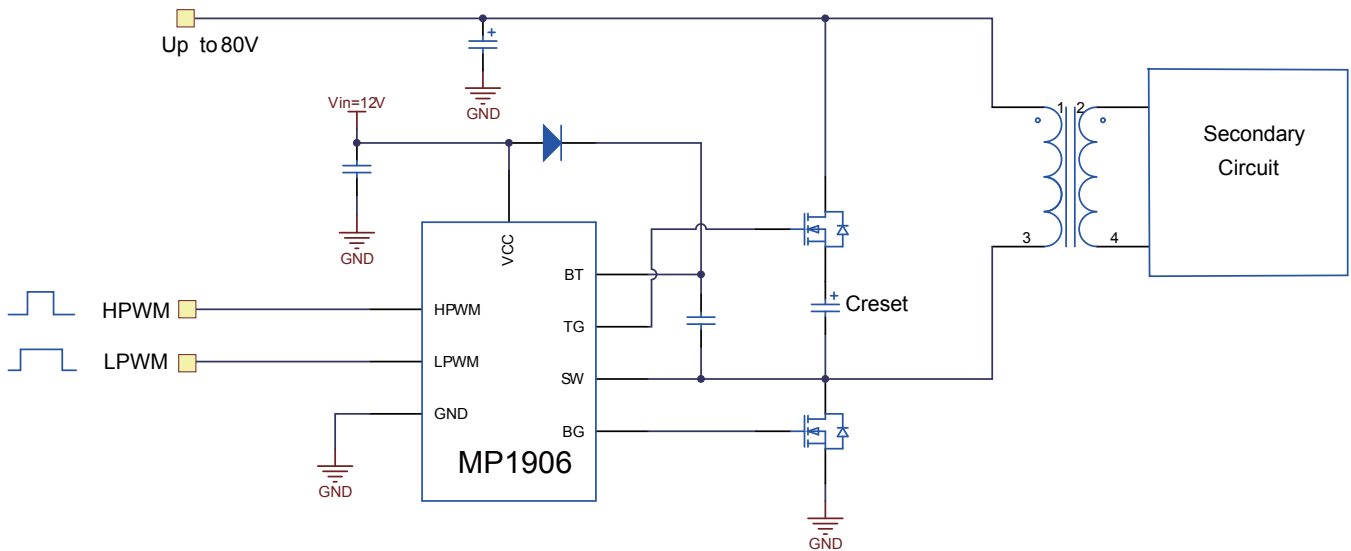 Up to 80V
GND
Vin=12V
GND
1 2
3 4
Secondary
Circuit
VCC
BT
HPWM
HPWM
TG
Creset
LPWM
LPWM
SW
GND
BG
MP1906
GND
GND
+
+